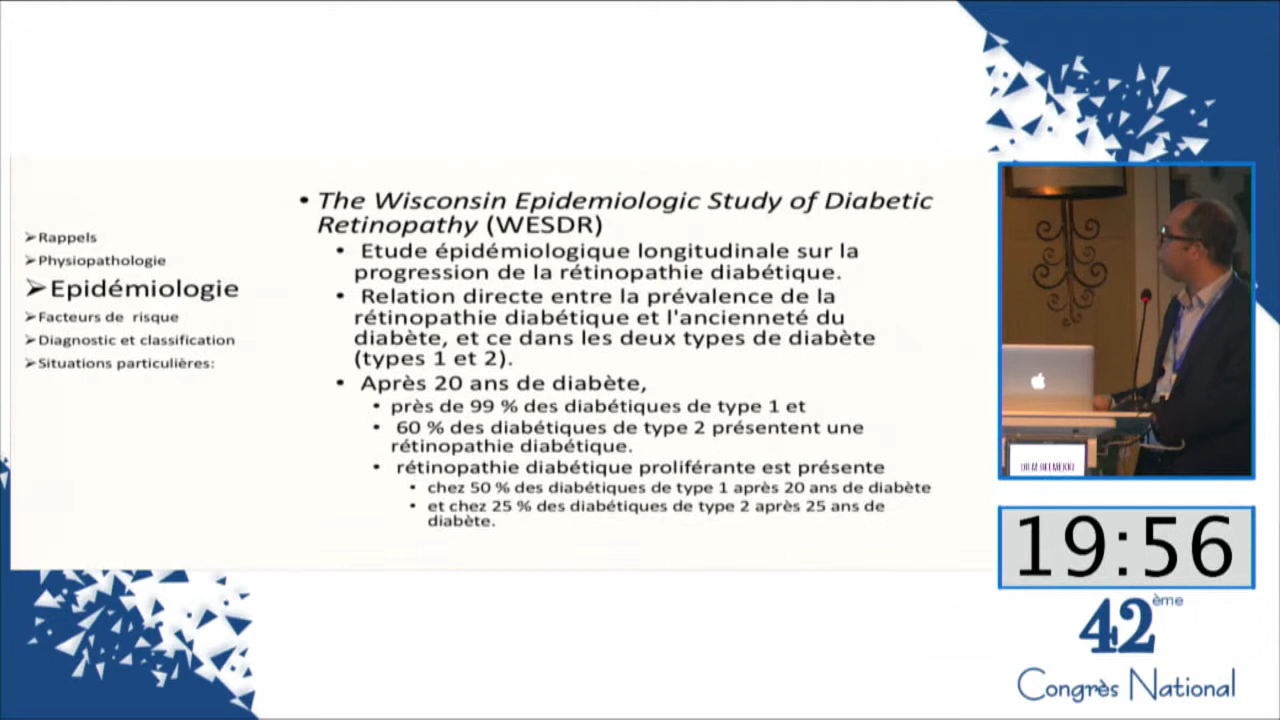 ➢Rappels
➢Physiopathologie
➢Epidémiologie
➢Facteurs de risque
➢Diagnostic et classification
➢Situations particulières:
• The Wisconsin Epidemiologic Study of Diabetic
Retinopathy (WESDR)
• Etude épidémiologique longitudinale sur la
progression de la rétinopathie diabétique.
• Relation directe entre la prévalence de la
rétinopathie diabétique et l'ancienneté du
diabète, et ce dans les deux types de diabète
(types 1 et 2).
• Après 20 ans de diabète,
• près de 99 % des diabétiques de type 1 et
• 60 % des diabétiques de type 2 présentent une
rétinopathie diabétique.
• rétinopathie diabétique proliférante est présente
• chez 50 % des diabétiques de type 1 après 20 ans de diabète
• et chez 25 % des diabétiques de type 2 après 25 ans de
diabète.
DR M. BELMEKKI
19:56
42ème
Congrès National